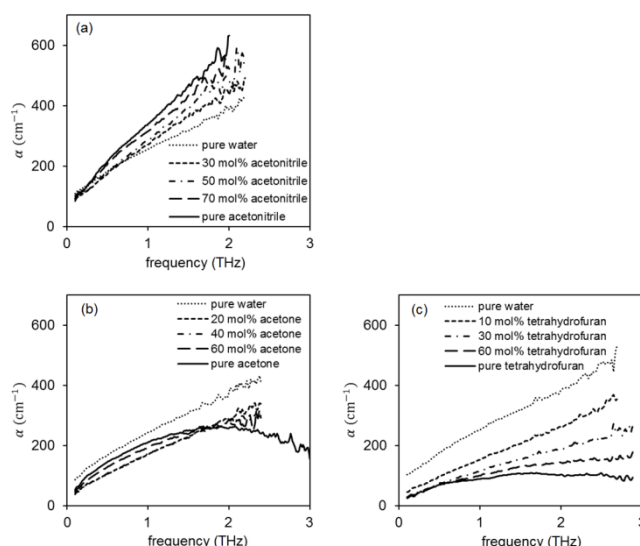 (a)
600
400
200
0
α (cm⁻¹)
pure water
30 mol% acetonitrile
50 mol% acetonitrile
70 mol% acetonitrile
pure acetonitrile
0 1 2 3
frequency (THz)
(b)
600
400
200
0
α (cm⁻¹)
pure water
20 mol% acetone
40 mol% acetone
60 mol% acetone
pure acetone
0 1 2 3
frequency (THz)
(c)
600
400
200
0
α (cm⁻¹)
pure water
10 mol% tetrahydrofuran
30 mol% tetrahydrofuran
60 mol% tetrahydrofuran
pure tetrahydrofuran
0 1 2 3
frequency (THz)